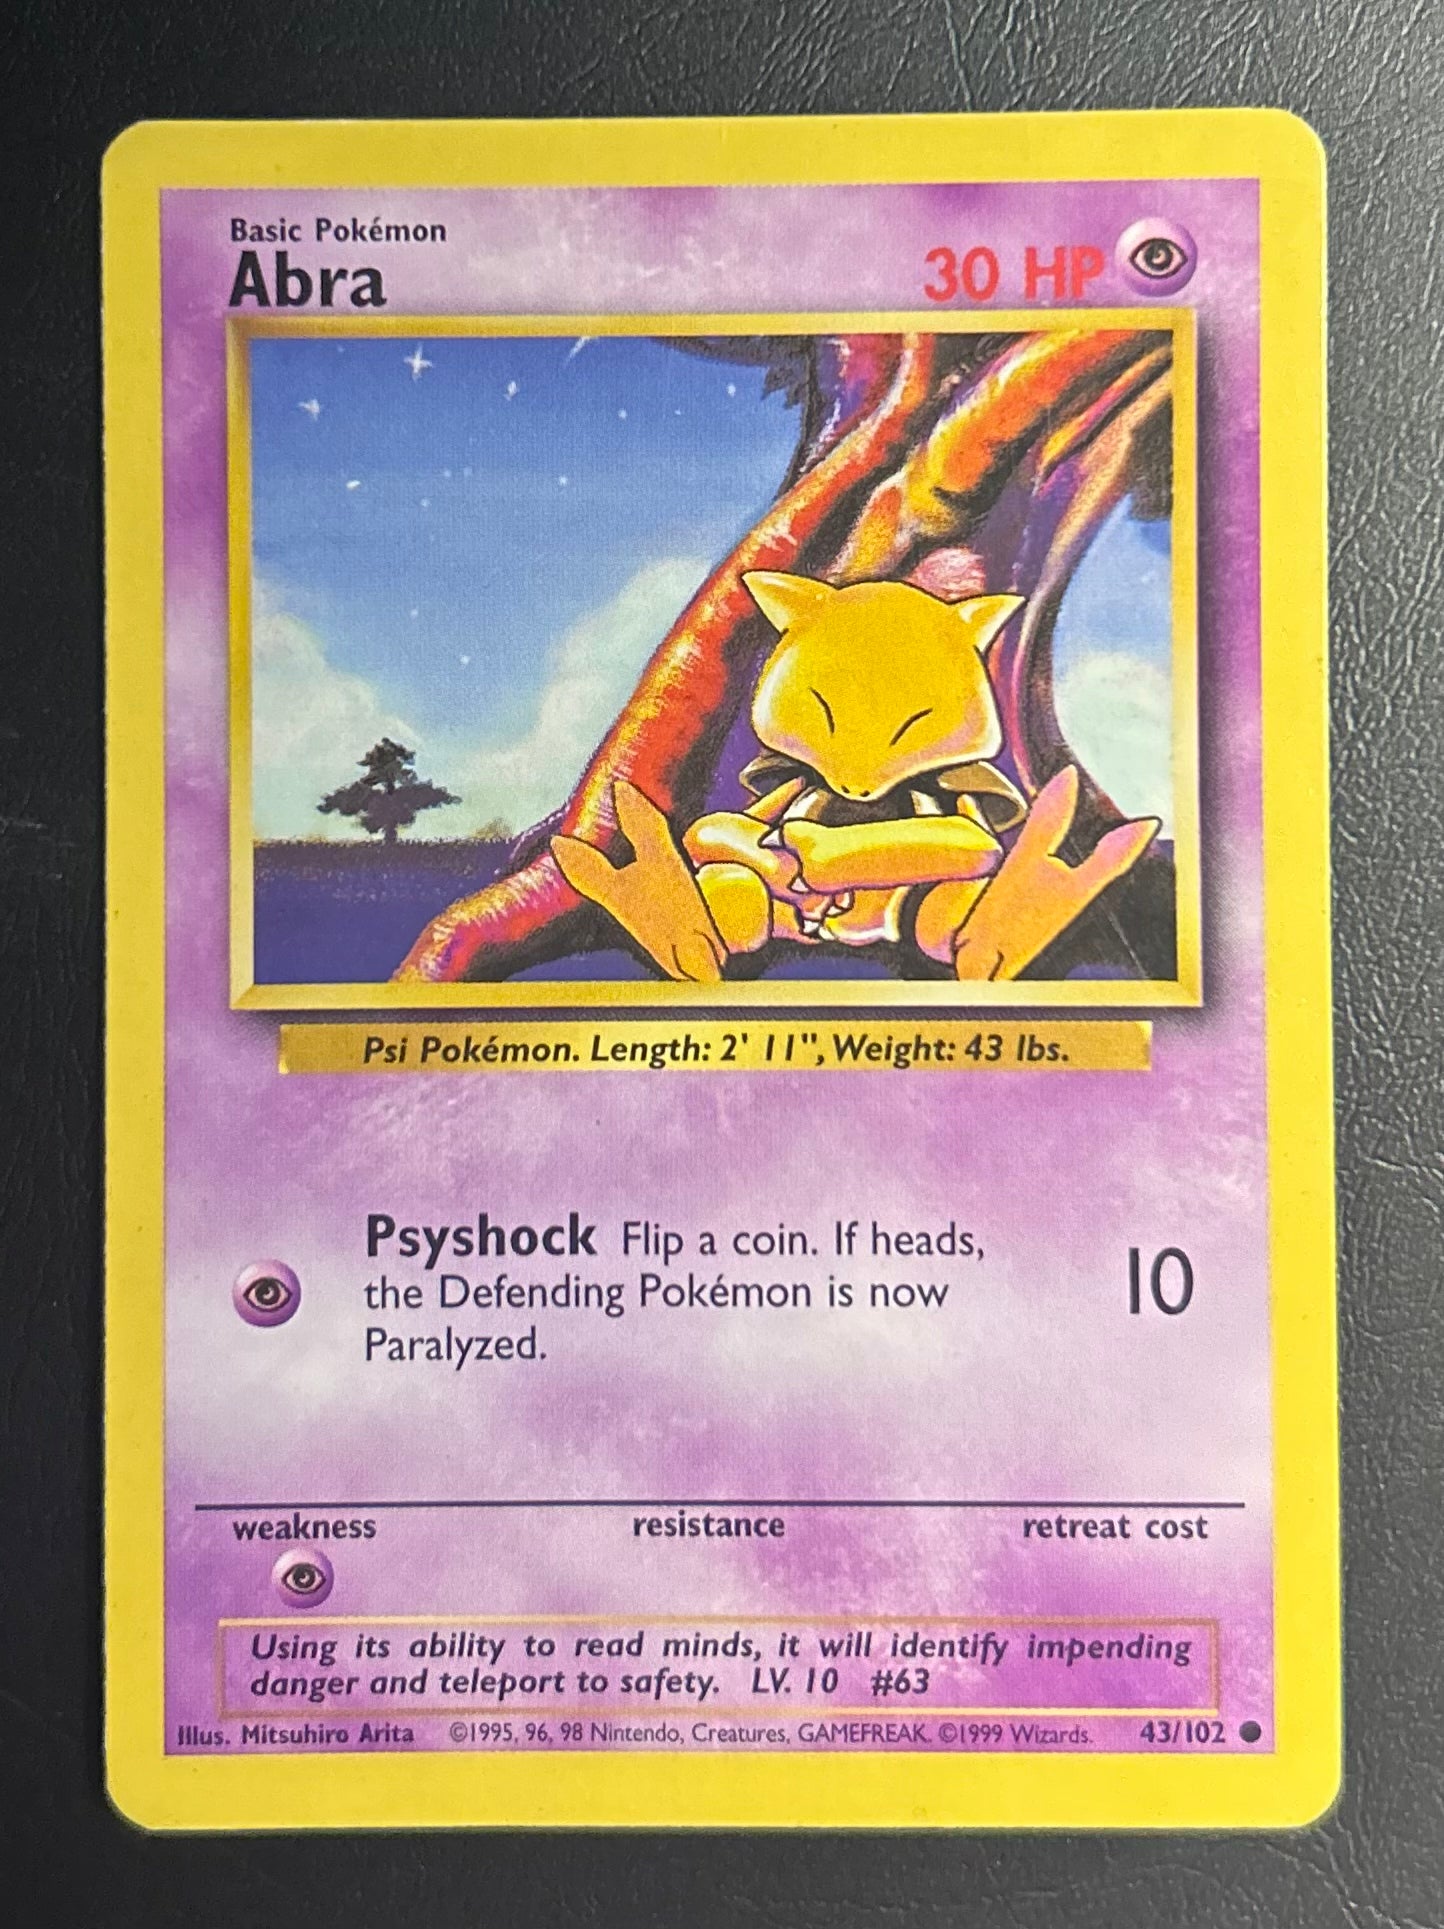 Basic Pokémon
Abra
30 HP
Psi Pokémon. Length: 2' 11", Weight: 43 lbs.
Psyshock Flip a coin. If heads,
the Defending Pokémon is now
Paralyzed.
10
weakness resistance retreat cost
Using its ability to read minds, it will identify impending
danger and teleport to safety. LV. 10 #63
Illus. Mitsuhiro Arita ©1995, 96, 98 Nintendo, Creatures, GAMEFREAK. ©1999 Wizards. 43/102